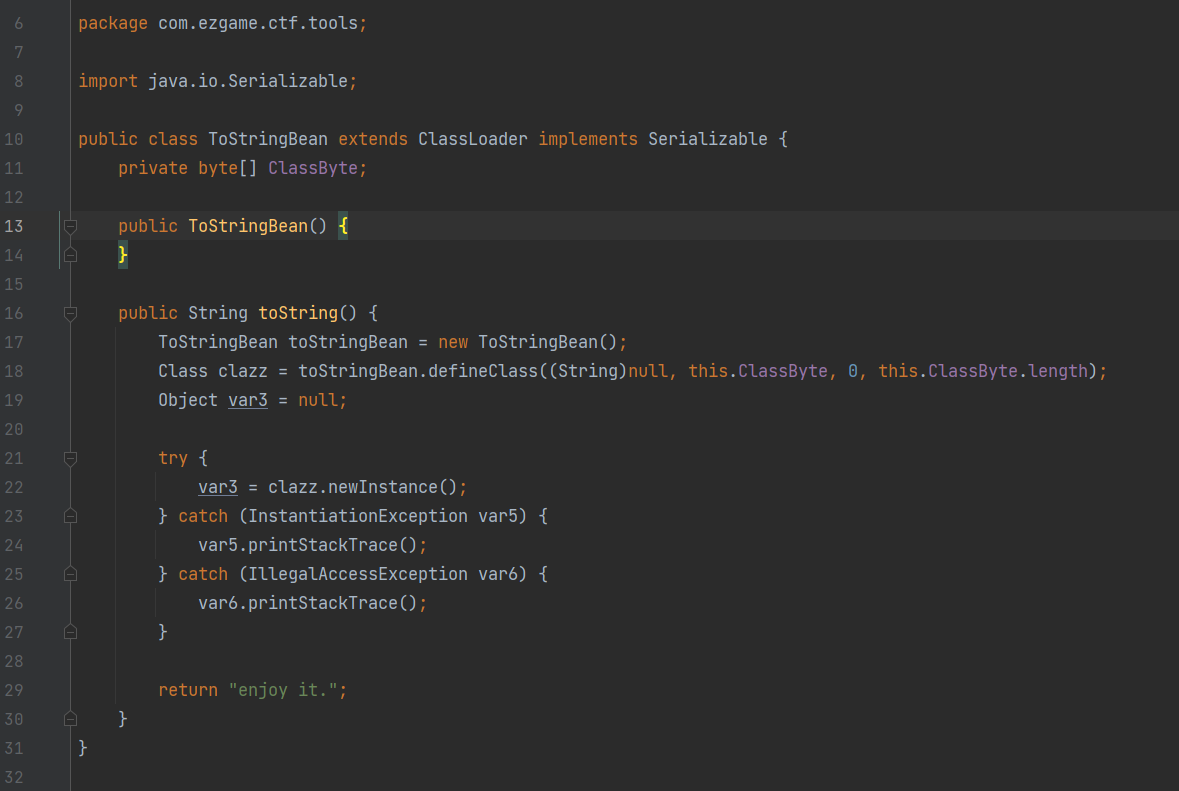 6 package com.ezgame.ctf.tools;
7
8 import java.io.Serializable;
9
10 public class ToStringBean extends ClassLoader implements Serializable {
11     private byte[] ClassByte;
12
13     public ToStringBean() {
14     }
15
16     public String toString() {
17         ToStringBean toStringBean = new ToStringBean();
18         Class clazz = toStringBean.defineClass((String)null, this.ClassByte, 0, this.ClassByte.length);
19         Object var3 = null;
20
21         try {
22             var3 = clazz.newInstance();
23         } catch (InstantiationException var5) {
24             var5.printStackTrace();
25         } catch (IllegalAccessException var6) {
26             var6.printStackTrace();
27         }
28
29         return "enjoy it.";
30     }
31 }
32